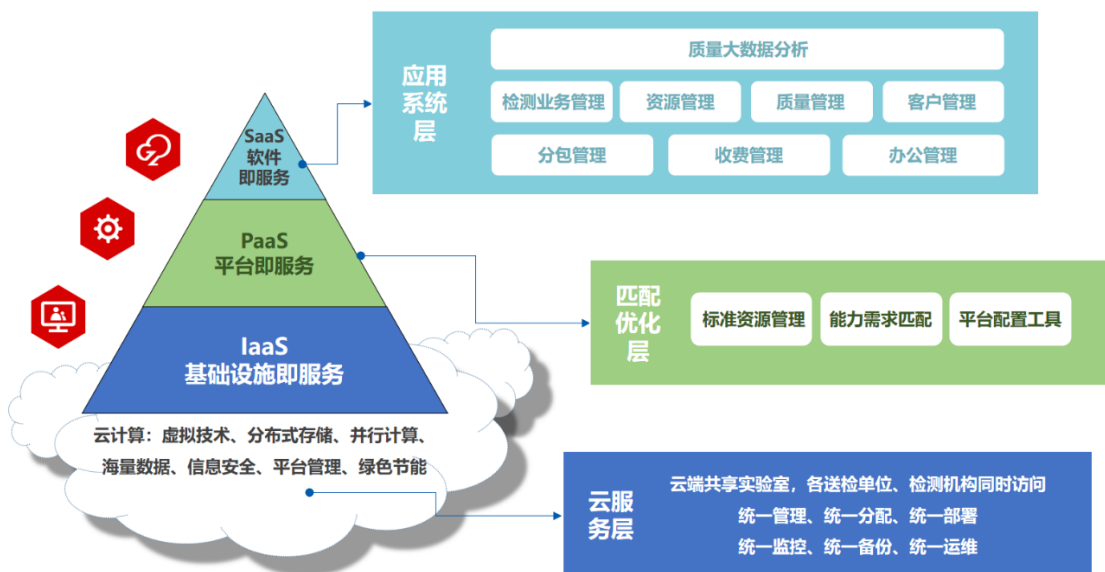 SaaS
软件
即服务
PaaS
平台即服务
IaaS
基础设施即服务
云计算：虚拟技术、分布式存储、并行计算、
海量数据、信息安全、平台管理、绿色节能
应用
系统
层
质量大数据分析
检测业务管理
资源管理
质量管理
客户管理
分包管理
收费管理
办公管理
匹配
优化
层
标准资源管理
能力需求匹配
平台配置工具
云服
务层
云端共享实验室，各送检单位、检测机构同时访问
统一管理、统一分配、统一部署
统一监控、统一备份、统一运维